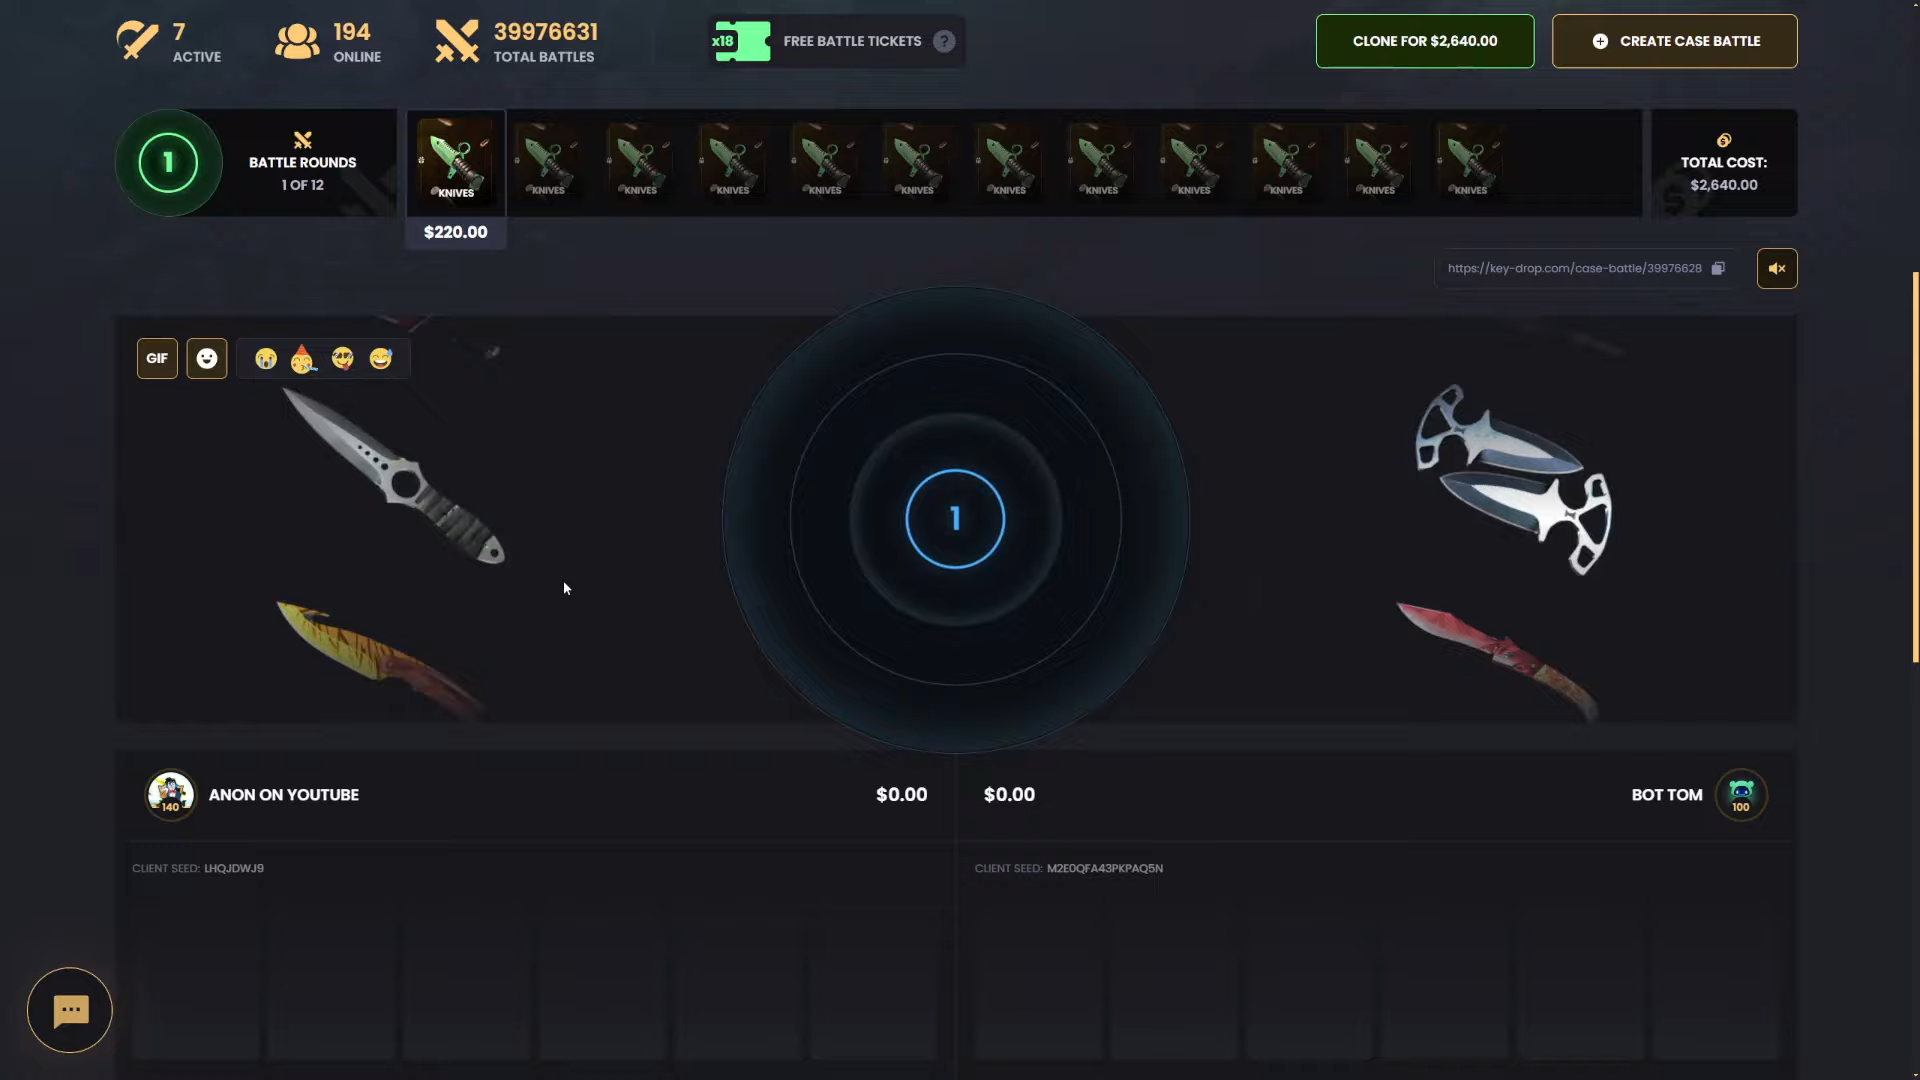 7
ACTIVE
194
ONLINE
39976631
TOTAL BATTLES
x18
FREE BATTLE TICKETS
?
CLONE FOR $2,640.00
CREATE CASE BATTLE
1
BATTLE ROUNDS
1 OF 12
KNIVES
KNIVES
KNIVES
KNIVES
KNIVES
KNIVES
KNIVES
KNIVES
KNIVES
KNIVES
KNIVES
KNIVES
$220.00
TOTAL COST:
$2,640.00
https://key-drop.com/case-battle/39976628
GIF
1
140
ANON ON YOUTUBE
$0.00
$0.00
BOT TOM
100
CLIENT SEED: LHQJDWJ9
CLIENT SEED: M2E0QFA43PKPAQ5N